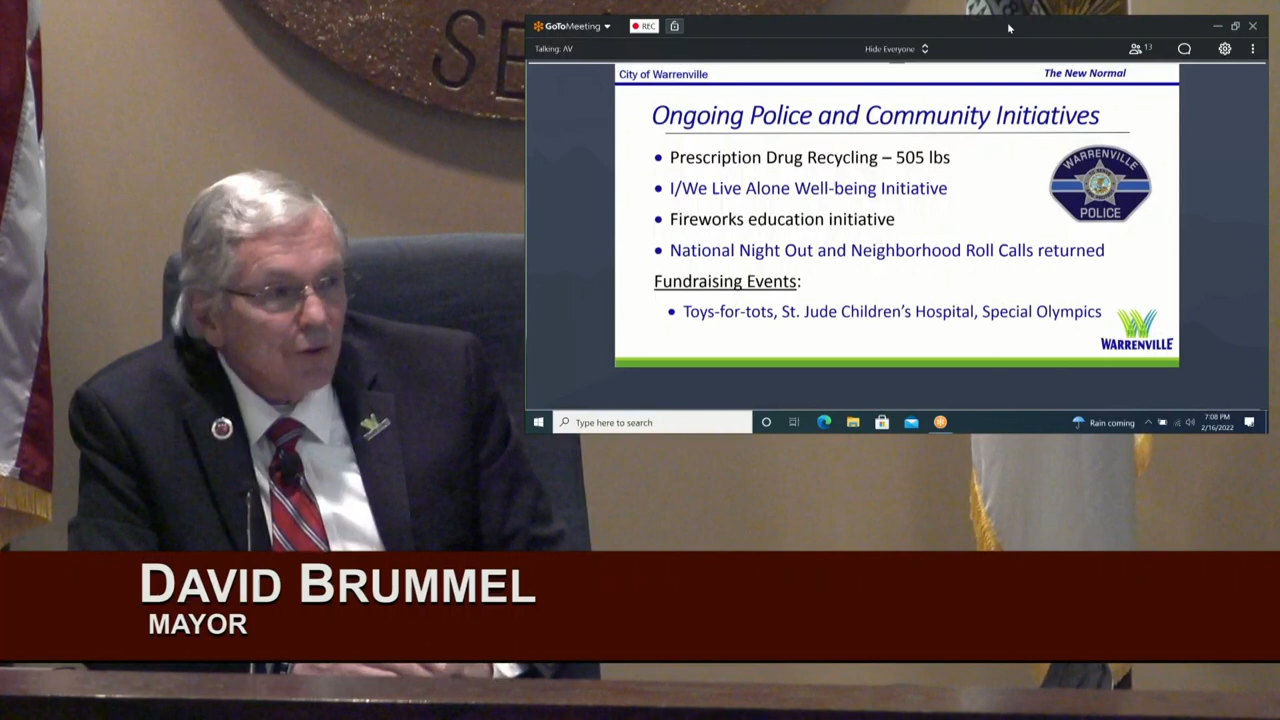 SE
GoToMeeting
REC
Talking: AV
Hide Everyone
13
City of Warrenville
The New Normal
Ongoing Police and Community Initiatives
• Prescription Drug Recycling – 505 lbs
• I/We Live Alone Well-being Initiative
• Fireworks education initiative
• National Night Out and Neighborhood Roll Calls returned
Fundraising Events:
• Toys-for-tots, St. Jude Children's Hospital, Special Olympics
WARRENVILLE
POLICE
WARRENVILLE
Type here to search
Rain coming
7:08 PM
2/16/2022
DAVID BRUMMEL
MAYOR